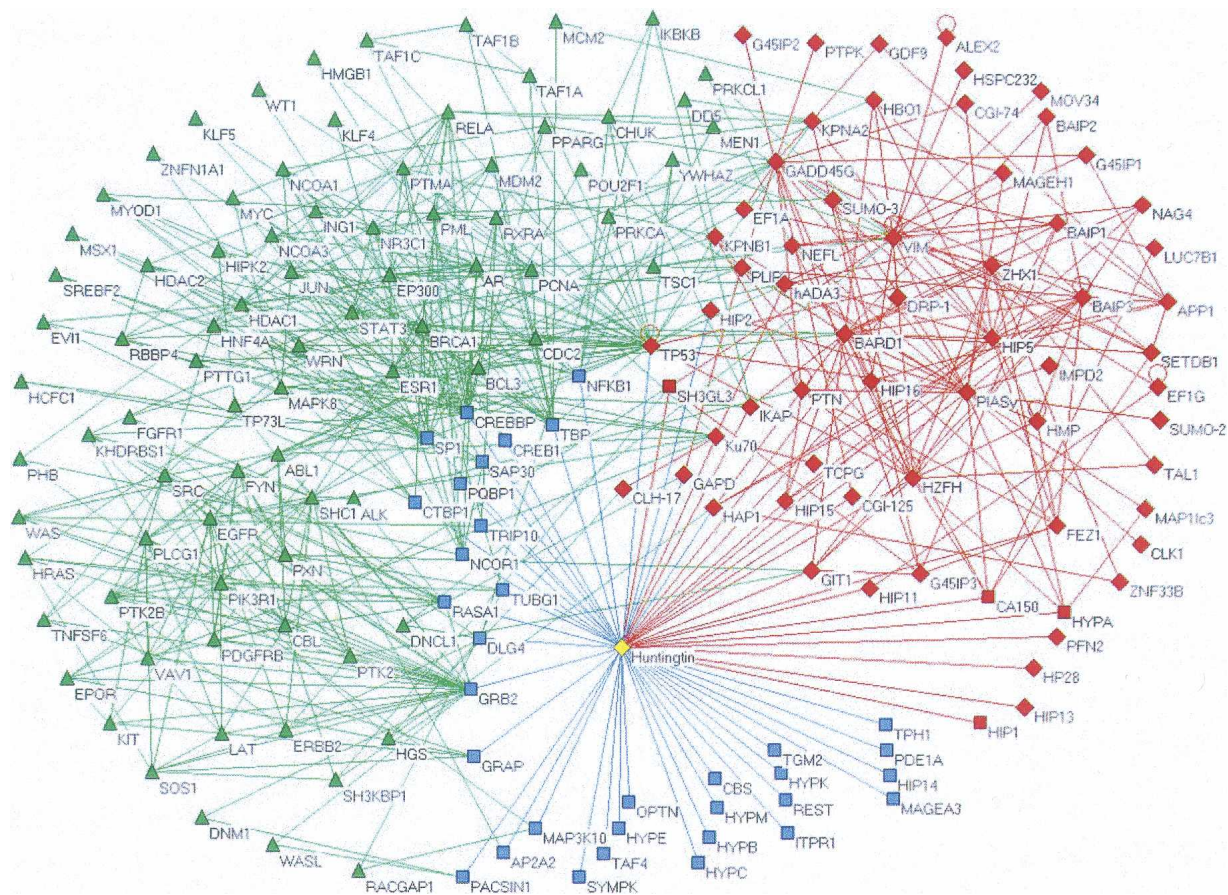 TAF1B
MCM2
IKBKB
G45IP2
PTPK
GDF9
ALEX2
TAF1C
HMGB1
TAF1A
PRKCL1
HSPC232
MOV34
WT1
DD5
HBO1
CGI-74
BAIP2
KLF5
KLF4
RELA
PPARG
CHUK
MEN1
KPNA2
ZNFN1A1
NCOA1
PTMA
MDM2
POU2F1
YWHAZ
GADD45G
MAGEH1
G45IP1
MYOD1
MYC
ING1
NR3C1
PML
RXRA
PRKCA
EF1A
SUMO-3
NAG4
MSX1
NCOA3
KPNB1
NEFL
VIM
BAIP1
LUC7B1
SREBF2
HDAC2
HIPK2
JUN
EP300
AR
PCNA
TSC1
PLIP
hADA3
DRP-1
ZHX1
BAIP3
APP1
EVI1
RBBP4
HDAC1
HNF4A
STAT3
BRCA1
CDC2
HIP2
TP53
BARD1
HIP5
SETDB1
PTTG1
WRN
ESR1
BCL3
NFKB1
SH3GL3
PTN
HIP16
IMPD2
EF1G
HCFC1
MAPK8
PIASy
FGFR1
TP73L
CREBBP
TBP
IKAP
HMP
SUMO-2
KHDRBS1
SP1
CREB1
Ku70
PHB
SRC
FYN
ABL1
SAP30
GAPD
TCPG
HZFH
TAL1
PQBP1
CLH-17
WAS
EGFR
SHC1
ALK
CTBP1
HAP1
HIP15
CGI-125
MAP1lc3
PLCG1
TRIP10
FEZ1
HRAS
PXN
NCOR1
CLK1
PTK2B
PIK3R1
TUBG1
GIT1
G45IP3
ZNF33B
RASA1
HIP11
CA150
TNFSF6
CBL
DNCL1
HYPA
PDGFRB
DLG4
Huntingtin
PFN2
VAV1
PTK2
EPOR
GRB2
HP28
KIT
LAT
ERBB2
HGS
HIP13
HIP1
TPH1
GRAP
TGM2
PDE1A
SOS1
SH3KBP1
CBS
HYPK
HIP14
REST
MAGEA3
OPTN
HYPM
DNM1
MAP3K10
HYPE
HYPB
ITPR1
WASL
AP2A2
TAF4
HYPC
RACGAP1
PACSIN1
SYMPK